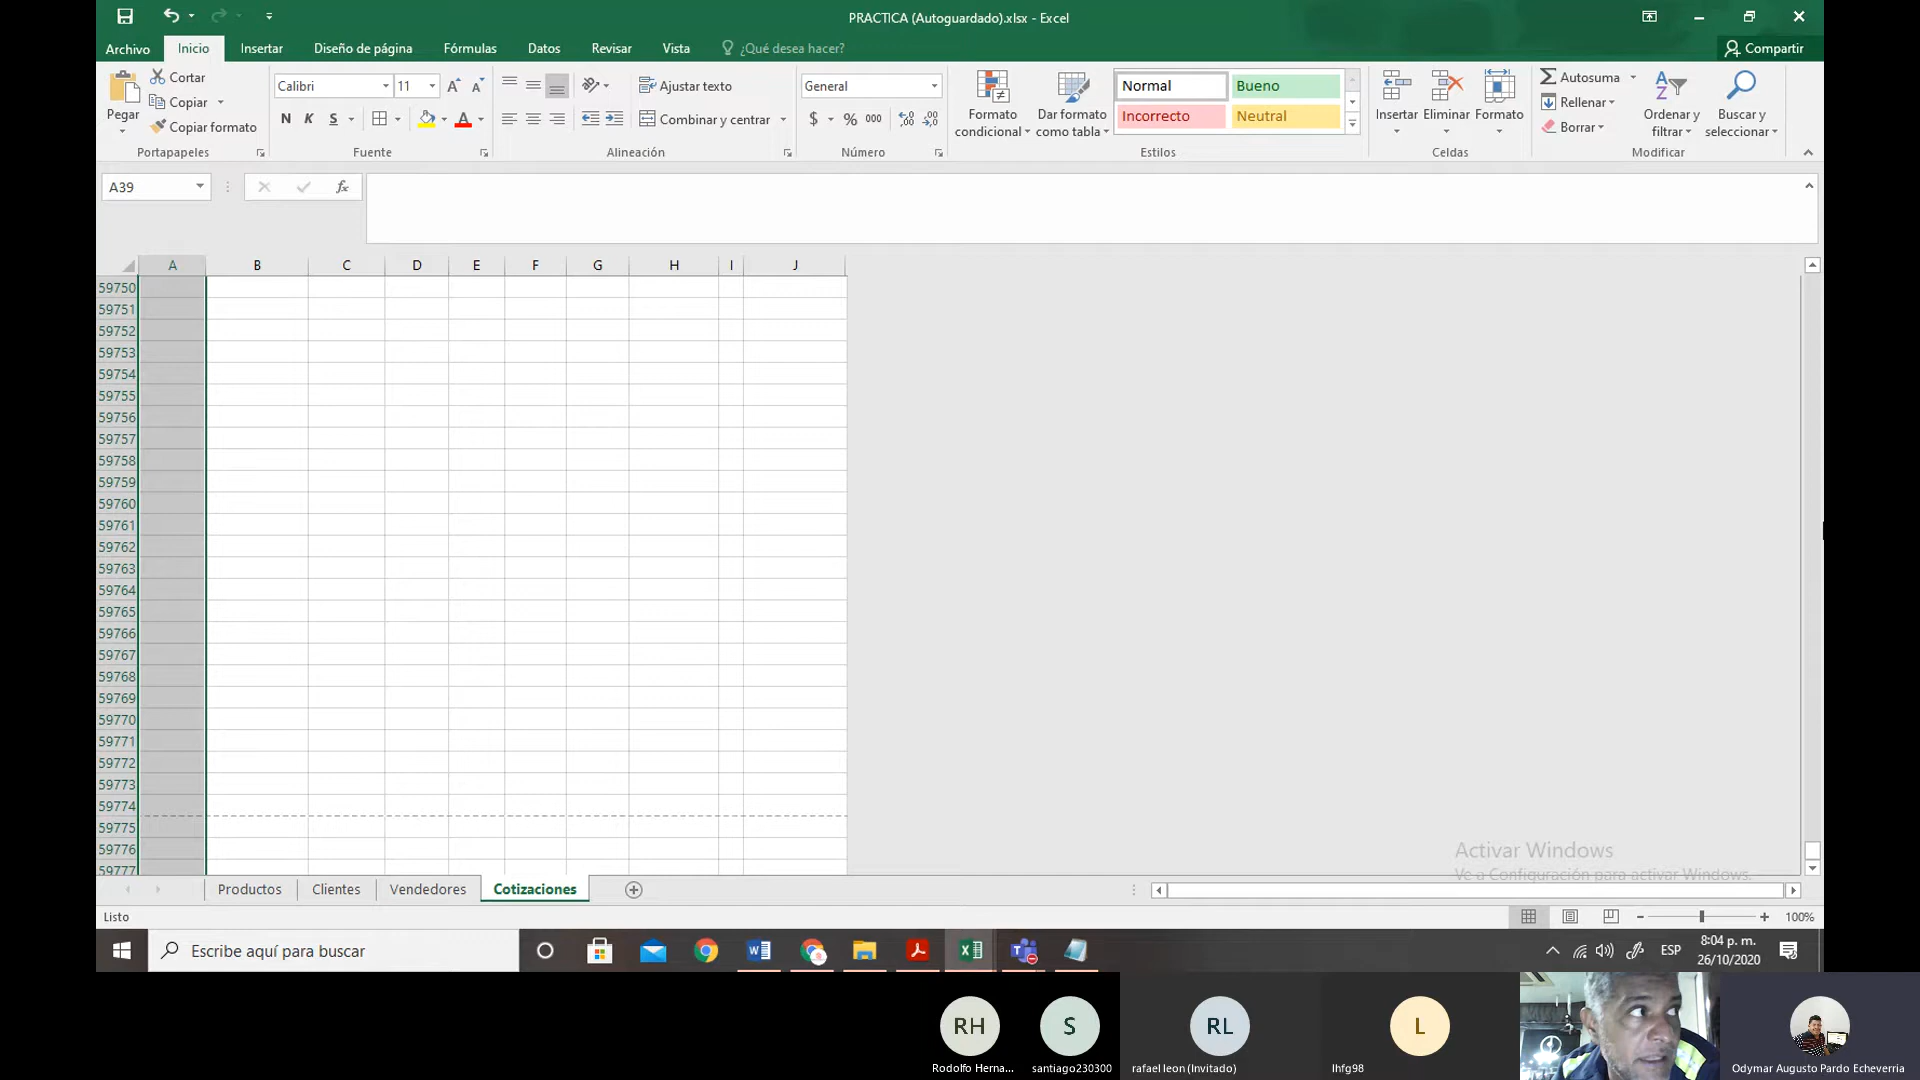 PRACTICA (Autoguardado).xlsx - Excel
Archivo Inicio Insertar Diseño de página Fórmulas Datos Revisar Vista ¿Qué desea hacer? Compartir
Pegar
Cortar
Copiar
Copiar formato
Portapapeles
Calibri 11
N K S
Fuente
Ajustar texto
Combinar y centrar
Alineación
General
$ % 000
Número
Formato condicional
Dar formato como tabla
Normal Bueno
Incorrecto Neutral
Estilos
Insertar Eliminar Formato
Celdas
Autosuma
Rellenar
Borrar
Ordenar y filtrar
Buscar y seleccionar
Modificar
A39 fx
A B C D E F G H I J
59750
59751
59752
59753
59754
59755
59756
59757
59758
59759
59760
59761
59762
59763
59764
59765
59766
59767
59768
59769
59770
59771
59772
59773
59774
59775
59776
59777
Activar Windows
Ve a Configuración para activar Windows.
Productos Clientes Vendedores Cotizaciones
Listo 100%
Escribe aquí para buscar
ESP
8:04 p. m.
26/10/2020
RH S RL L
Rodolfo Herna... santiago230300 rafael leon (Invitado) lhfg98 Odymar Augusto Pardo Echeverria